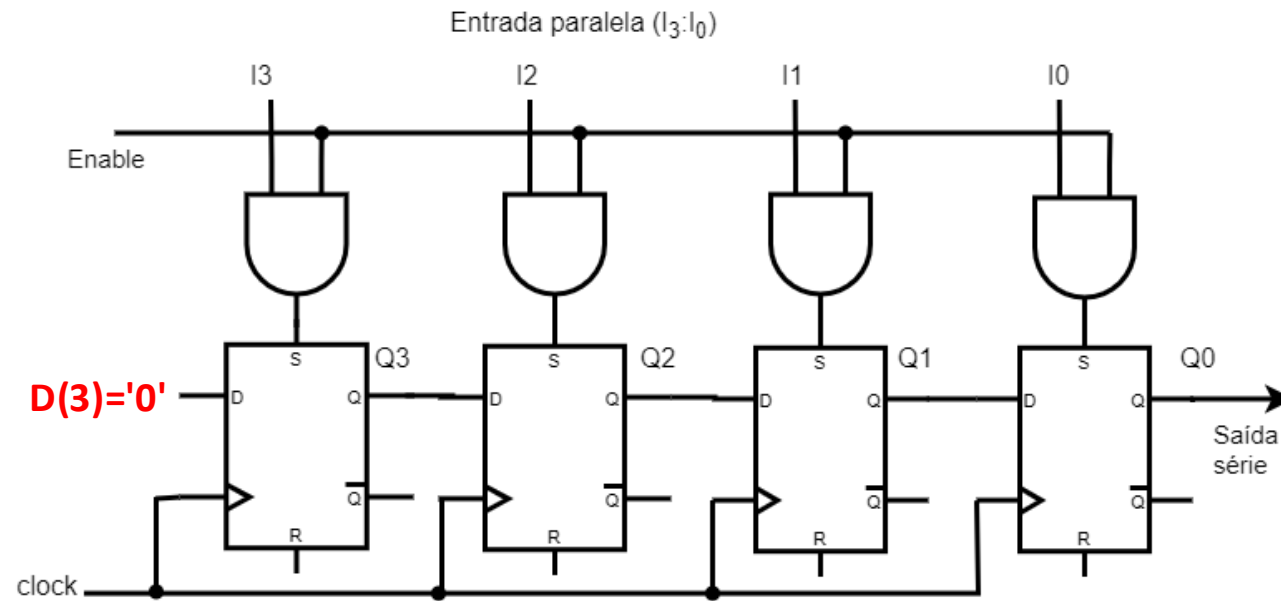 Entrada paralela (I3:I0)
I3 I2 I1 I0
Enable
S Q3 S Q2 S Q1 S Q0
D(3)='0' D Q D Q D Q D Q
Saída
série
Q Q Q Q
R R R R
clock